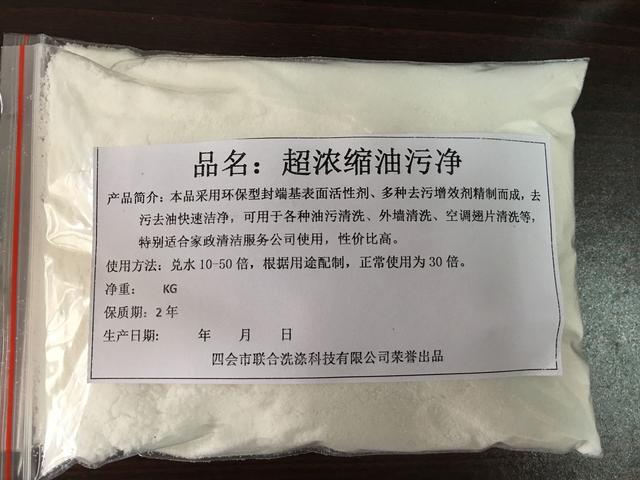 品名：超浓缩油污净
产品简介：本品采用环保型封端基表面活性剂、多种去污增效剂精制而成，去
污去油快速洁净，可用于各种油污清洗、外墙清洗、空调翅片清洗等，
特别适合家政清洁服务公司使用，性价比高。
使用方法：兑水10-50倍，根据用途配制，正常使用为30倍。
净重： KG
保质期：2年
生产日期： 年 月 日
四会市联合洗涤科技有限公司荣誉出品